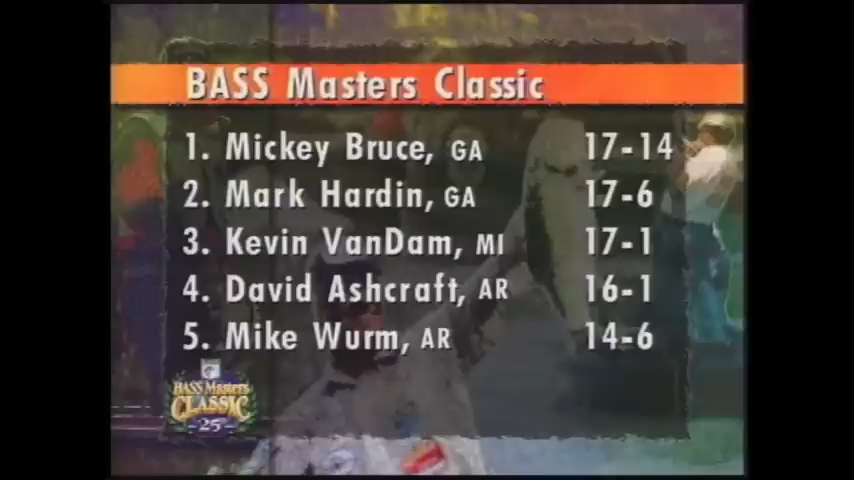 BASS Masters Classic
1. Mickey Bruce, GA 17-14
2. Mark Hardin, GA 17-6
3. Kevin VanDam, MI 17-1
4. David Ashcraft, AR 16-1
5. Mike Wurm, AR 14-6
BASS Masters
CLASSIC
25